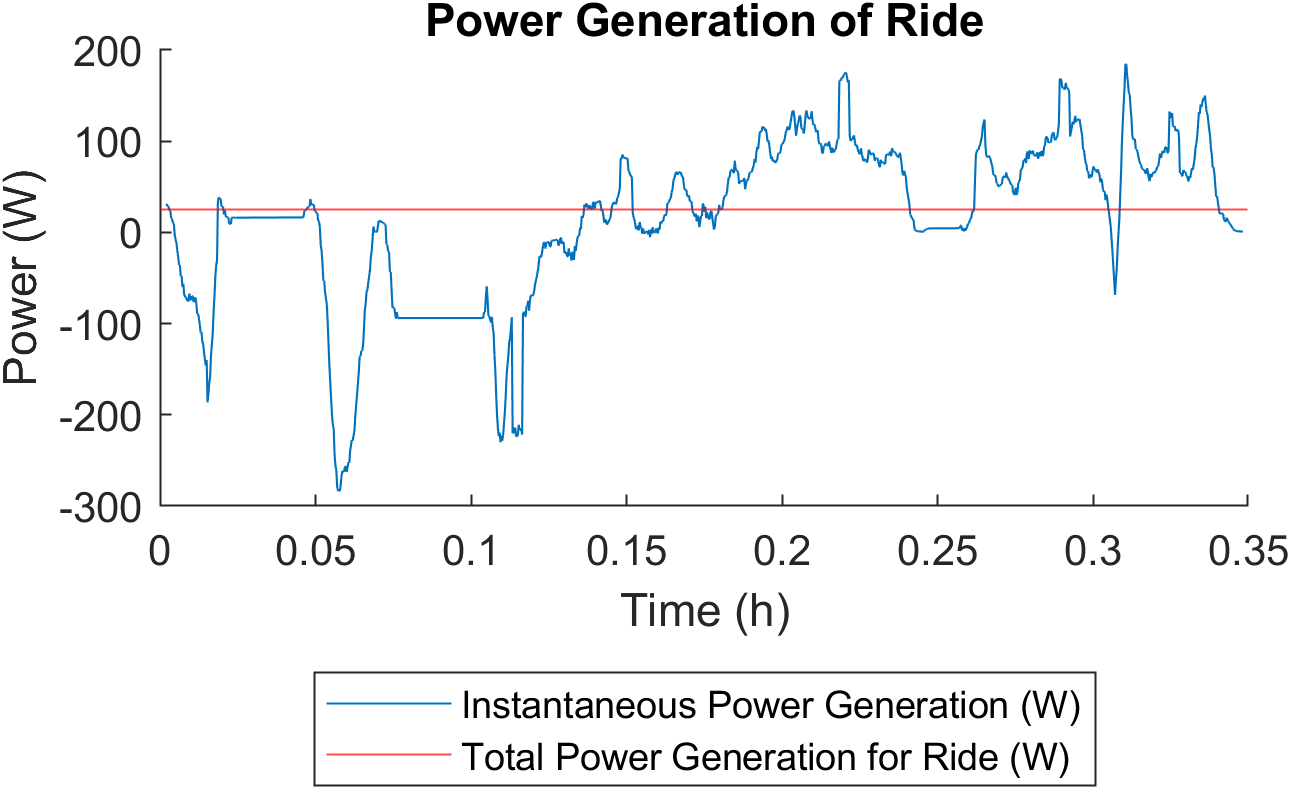 Power Generation of Ride
200
100
0
-100
-200
-300
Power (W)
0 0.05 0.1 0.15 0.2 0.25 0.3 0.35
Time (h)
Instantaneous Power Generation (W)
Total Power Generation for Ride (W)